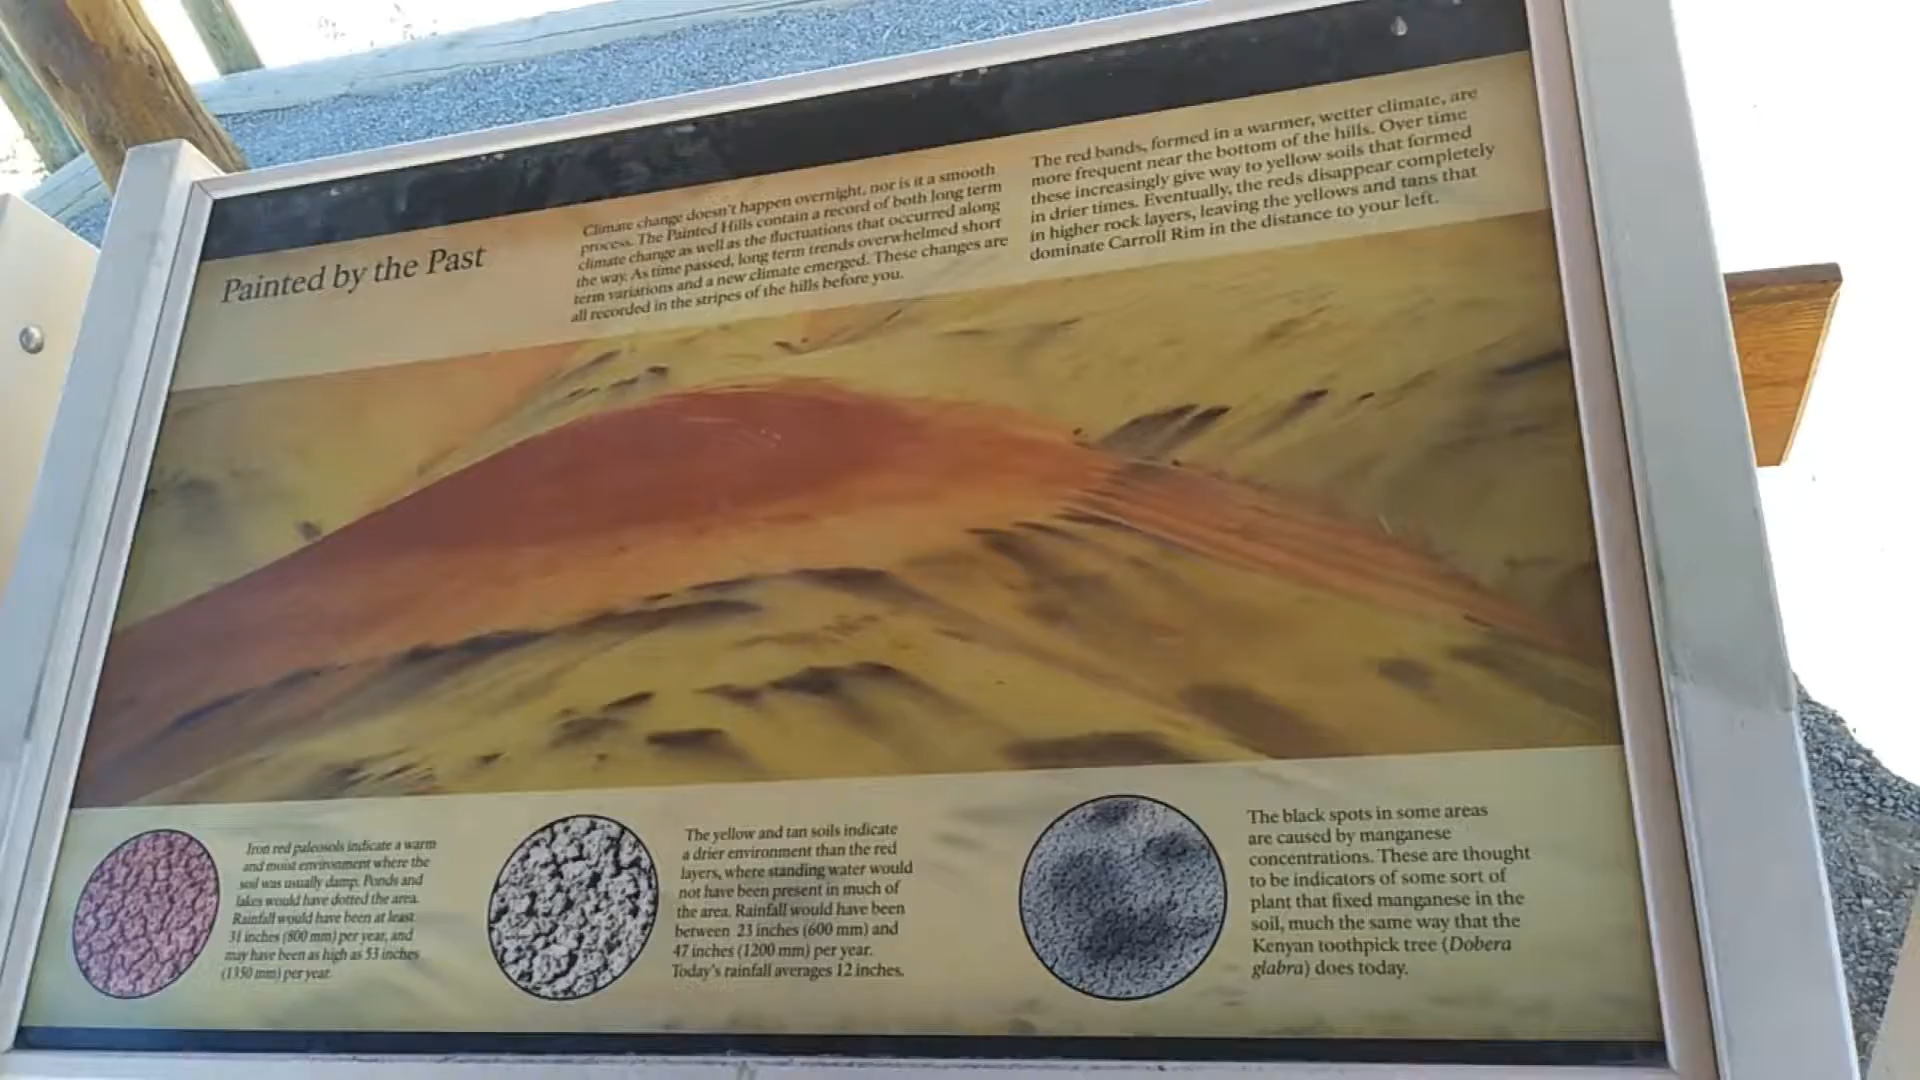 Painted by the Past
Climate change doesn't happen overnight, nor is it a smooth
process. The Painted Hills contain a record of both long term
climate change as well as the fluctuations that occurred along
the way. As time passed, long term trends overwhelmed short
term variations and a new climate emerged. These changes are
all recorded in the stripes of the hills before you.
The red bands, formed in a warmer, wetter climate, are
more frequent near the bottom of the hills. Over time
these increasingly give way to yellow soils that formed
in drier times. Eventually, the reds disappear completely
in higher rock layers, leaving the yellows and tans that
dominate Carroll Rim in the distance to your left.
Iron red paleosols indicate a warm
and moist environment where the
soil was usually damp. Ponds and
lakes would have dotted the area.
Rainfall would have been at least
31 inches (800 mm) per year, and
may have been as high as 53 inches
(1350 mm) per year.
The yellow and tan soils indicate
a drier environment than the red
layers, where standing water would
not have been present in much of
the area. Rainfall would have been
between 23 inches (600 mm) and
47 inches (1200 mm) per year.
Today's rainfall averages 12 inches.
The black spots in some areas
are caused by manganese
concentrations. These are thought
to be indicators of some sort of
plant that fixed manganese in the
soil, much the same way that the
Kenyan toothpick tree (Dobera
glabra) does today.